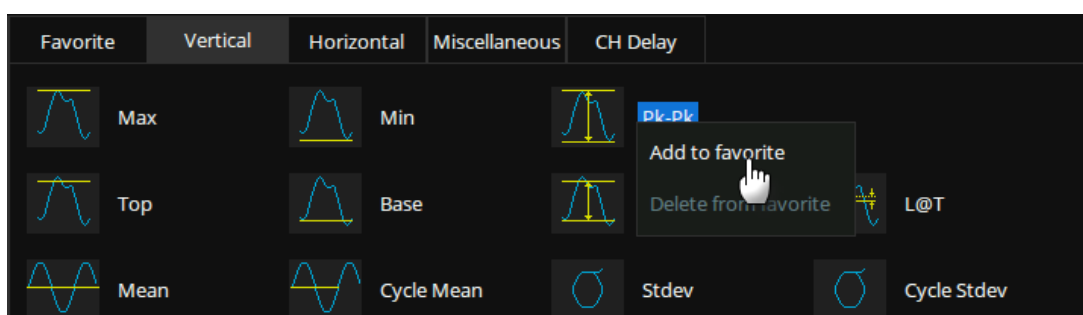 Favorite Vertical Horizontal Miscellaneous CH Delay
Max Min Pk-Pk
Add to favorite
Top Base Delete from favorite L@T
Mean Cycle Mean Stdev Cycle Stdev